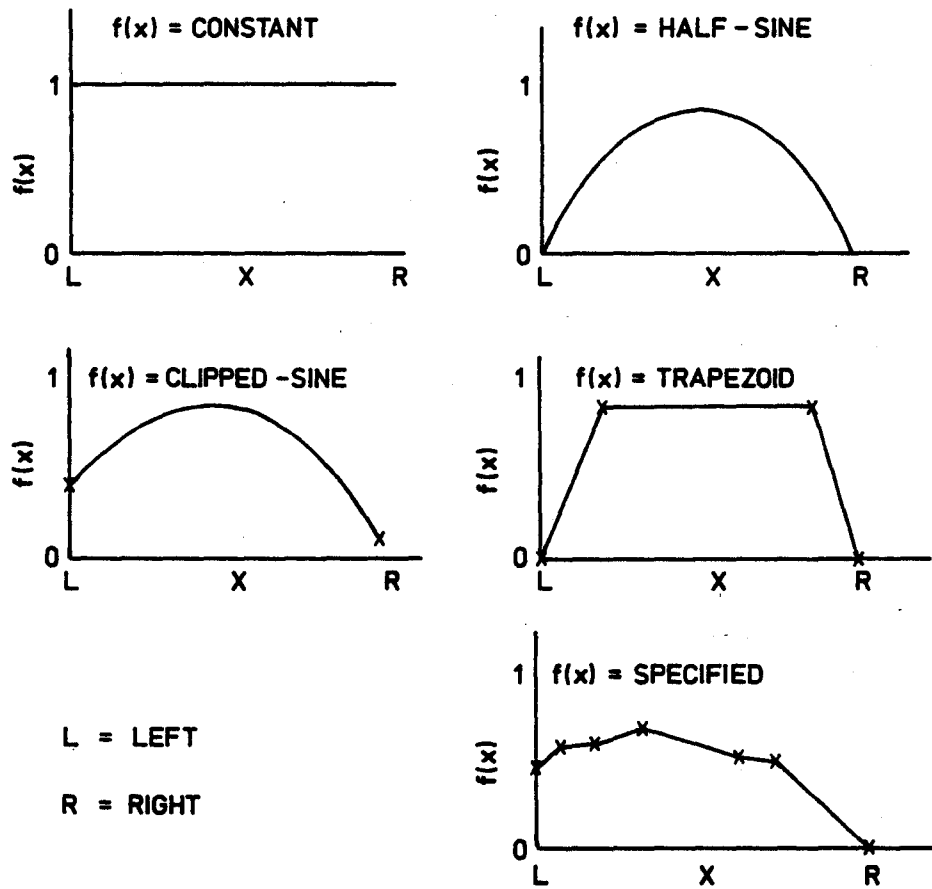 f(x) = CONSTANT
1
f(x)
0
L X R
f(x) = HALF - SINE
1
f(x)
0
L X R
f(x) = CLIPPED -SINE
1
f(x)
0
L X R
f(x) = TRAPEZOID
1
f(x)
0
L X R
L = LEFT
R = RIGHT
f(x) = SPECIFIED
1
f(x)
0
L X R